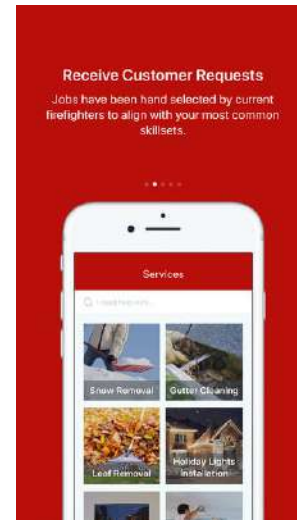 Receive Customer Requests
Jobs have been hand selected by current
firefighters to align with your most common
skillsets.
Services
Snow Removal
Gutter Cleaning
Leaf Removal
Holiday Lights
Installation